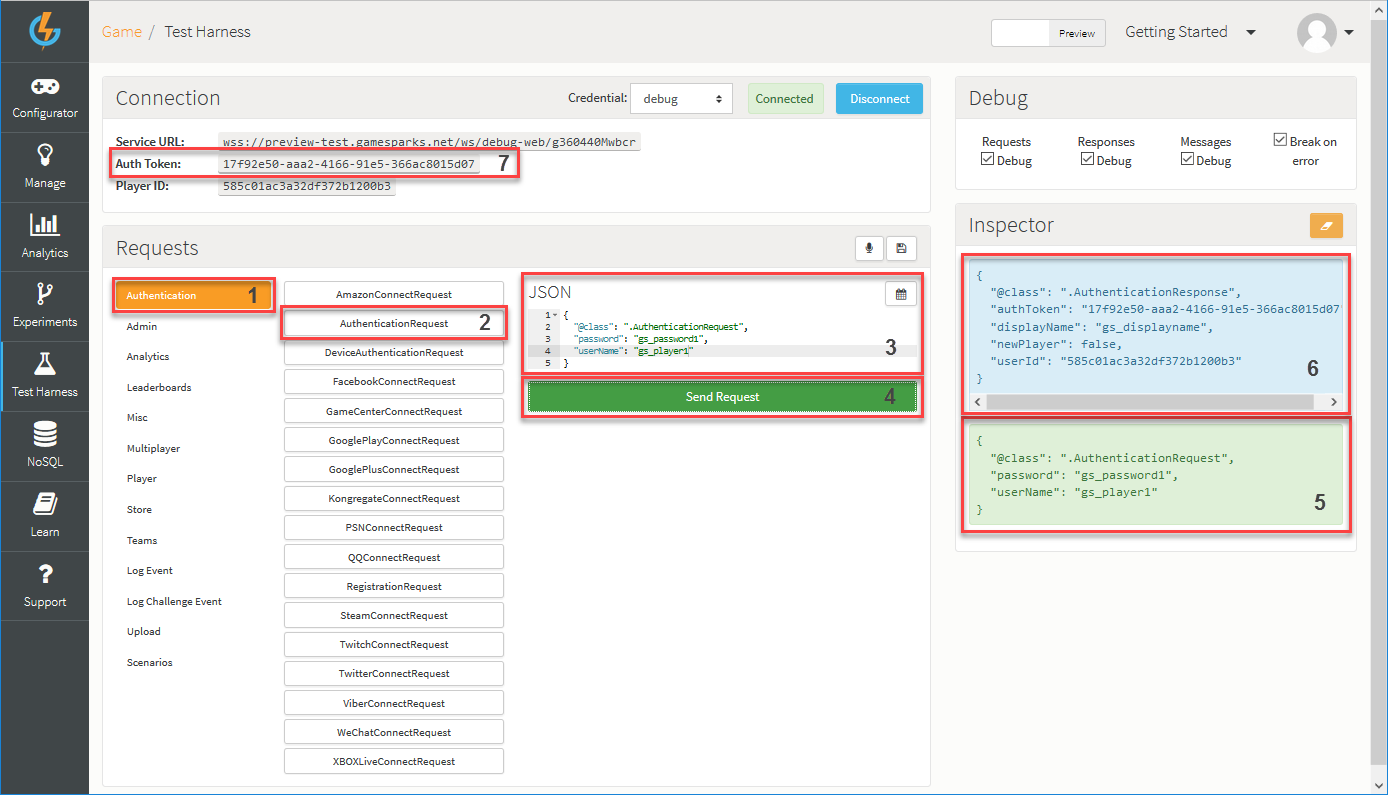 Game / Test Harness
Preview
Getting Started
Configurator
Manage
Analytics
Experiments
Test Harness
NoSQL
Learn
Support
Connection
Credential: debug
Connected
Disconnect
Service URL: wss://preview-test.gamesparks.net/ws/debug-web/g360440Mwbcr
Auth Token: 17f92e50-aaa2-4166-91e5-366ac8015d07 7
Player ID: 585c01ac3a32df372b1200b3
Requests
Authentication 1
Admin
Analytics
Leaderboards
Misc
Multiplayer
Player
Store
Teams
Log Event
Log Challenge Event
Upload
Scenarios
AmazonConnectRequest
AuthenticationRequest 2
DeviceAuthenticationRequest
FacebookConnectRequest
GameCenterConnectRequest
GooglePlayConnectRequest
GooglePlusConnectRequest
KongregateConnectRequest
PSNConnectRequest
QQConnectRequest
RegistrationRequest
SteamConnectRequest
TwitchConnectRequest
TwitterConnectRequest
ViberConnectRequest
WeChatConnectRequest
XBOXLiveConnectRequest
JSON
1 {
2 "@class": ".AuthenticationRequest",
3 "password": "gs_password1",
4 "userName": "gs_player1"
5 }
3
Send Request 4
Debug
Requests
Debug
Responses
Debug
Messages
Debug
Break on
error
Inspector
{
"@class": ".AuthenticationResponse",
"authToken": "17f92e50-aaa2-4166-91e5-366ac8015d07"
"displayName": "gs_displayname",
"newPlayer": false,
"userId": "585c01ac3a32df372b1200b3"
}
6
{
"@class": ".AuthenticationRequest",
"password": "gs_password1",
"userName": "gs_player1"
}
5